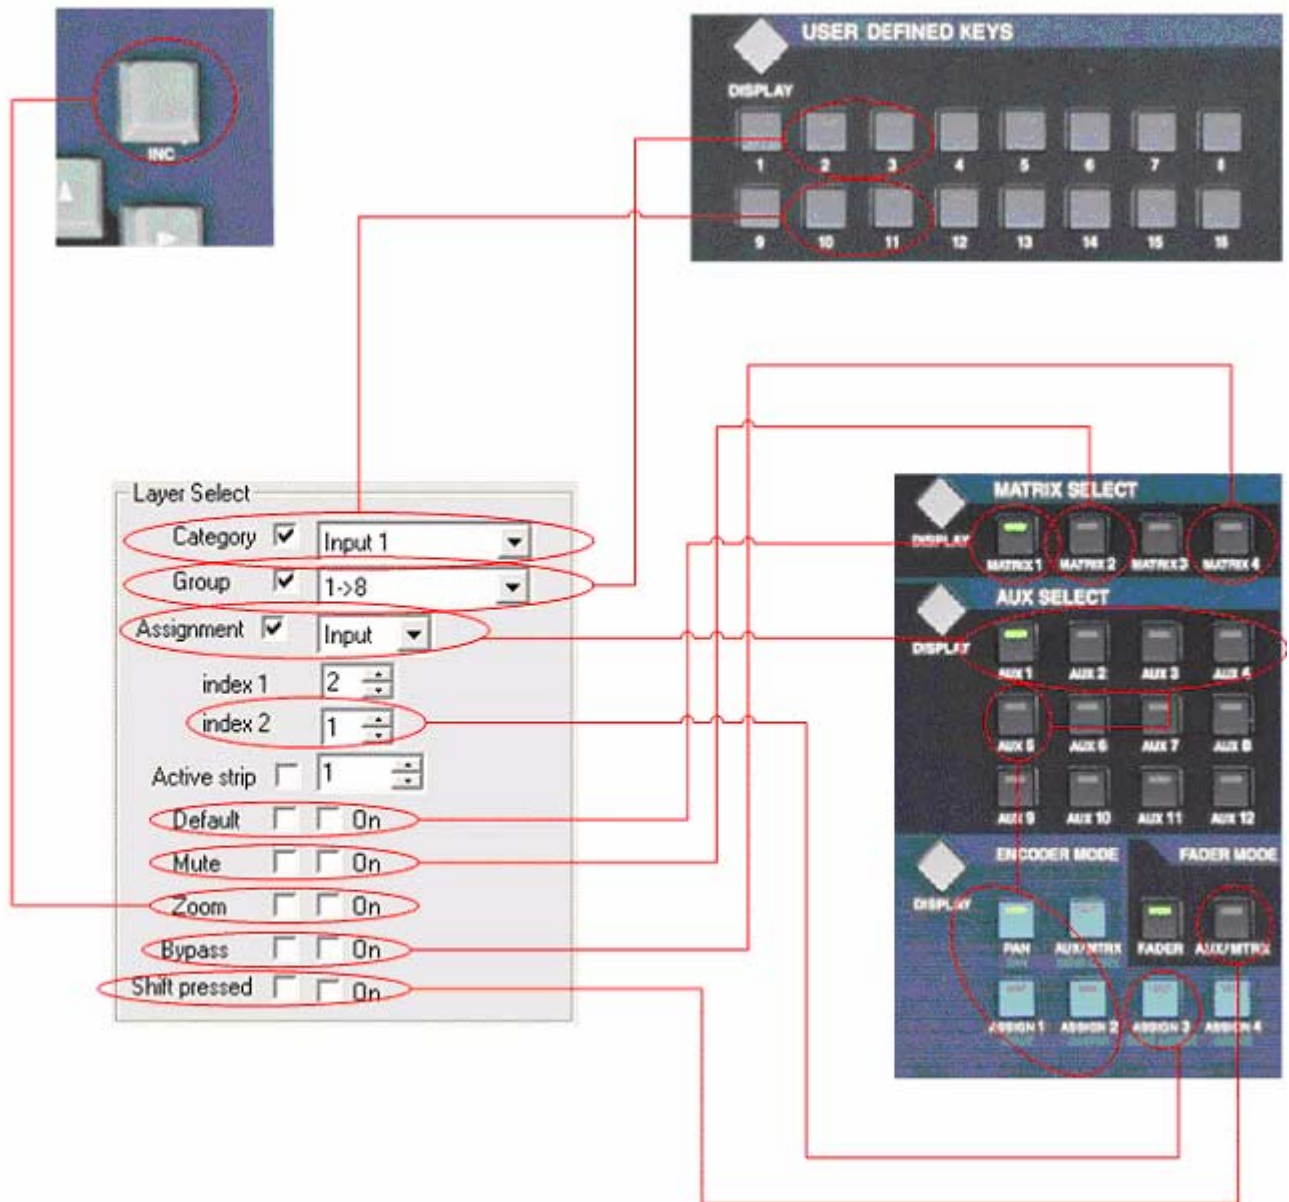 INC
USER DEFINED KEYS
DISPLAY
1 2 3 4 5 6 7 8
9 10 11 12 13 14 15 16
Layer Select
Category Input 1
Group 1->8
Assignment Input
index 1 2
index 2 1
Active strip 1
Default On
Mute On
Zoom On
Bypass On
Shift pressed On
MATRIX SELECT
DISPLAY
MATRIX 1 MATRIX 2 MATRIX 3 MATRIX 4
AUX SELECT
DISPLAY
AUX 1 AUX 2 AUX 3 AUX 4
AUX 5 AUX 6 AUX 7 AUX 8
AUX 9 AUX 10 AUX 11 AUX 12
ENCODER MODE FADER MODE
DISPLAY
PAN AUX/MTRX FADER AUX/MTRX
ASSIGN 1 ASSIGN 2 ASSIGN 3 ASSIGN 4